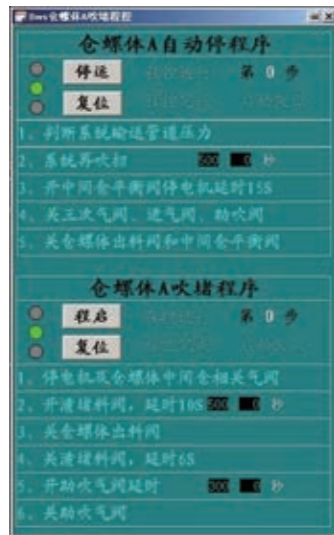 仓螺体A自动停程序
停运
第 0 步
复位
1、判断系统输送管道压力
2、系统再吹扫 500 0 秒
3、开中间仓平衡阀停电机延时15S
4、关三次气阀、进气阀、助吹阀
5、关仓螺体出料阀和中间仓平衡阀
仓螺体A吹堵程序
程启
第 0 步
复位
1、停电机及仓螺体中间仓相关气阀
2、开清堵料阀，延时10S 500 0 秒
3、关仓螺体出料阀
4、关清堵料阀，延时6S
5、开助吹气阀延时 300 0 秒
6、关助吹气阀